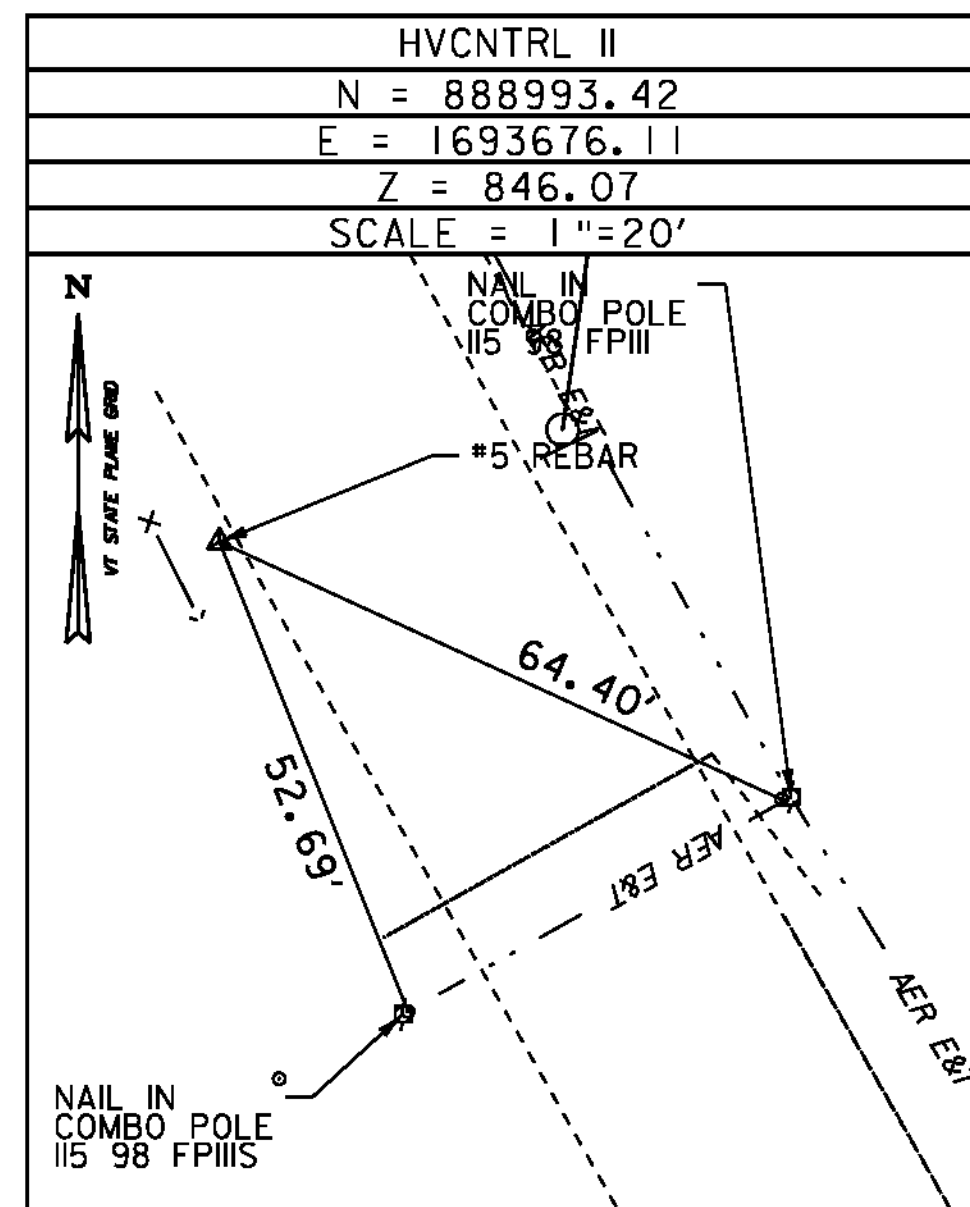 HVCNTRL II
N = 888993.42
E = 1693676.11
Z = 846.07
SCALE = 1"=20'
N
VT STATE PLANE GRID
NAIL IN
COMBO POLE
115 98 FPIII
AER E&T
#5 REBAR
64.40'
52.69'
AER E&T
AER E&T
NAIL IN
COMBO POLE
115 98 FPIIIS